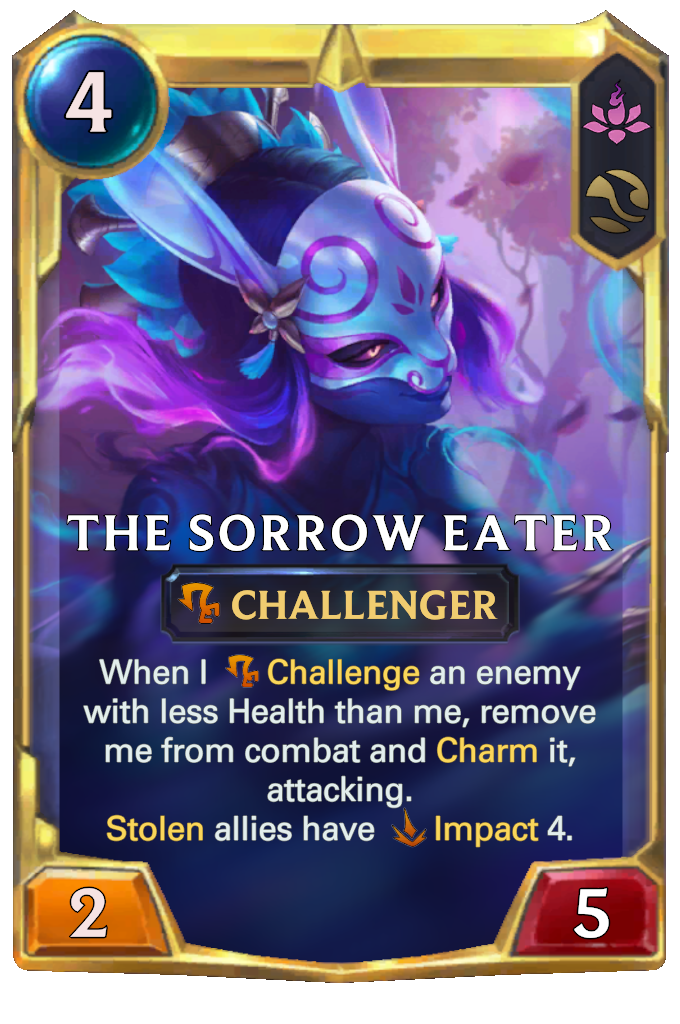 4
THE SORROW EATER
CHALLENGER
When I Challenge an enemy
with less Health than me, remove
me from combat and Charm it,
attacking.
Stolen allies have Impact 4.
2
5